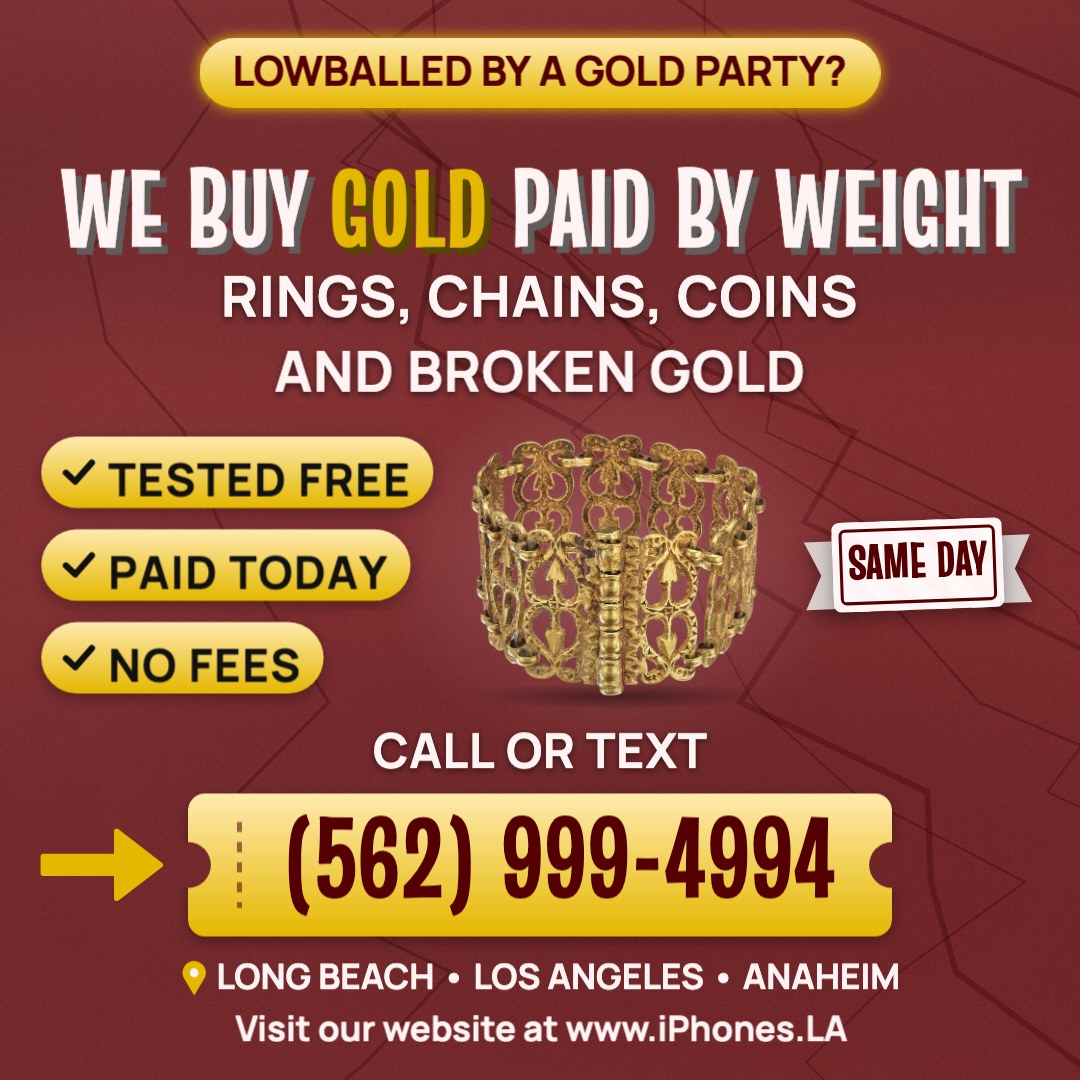 LOWBALLED BY A GOLD PARTY?
WE BUY GOLD PAID BY WEIGHT
RINGS, CHAINS, COINS
AND BROKEN GOLD
TESTED FREE
PAID TODAY
NO FEES
SAME DAY
CALL OR TEXT
(562) 999-4994
LONG BEACH • LOS ANGELES • ANAHEIM
Visit our website at www.iPhones.LA